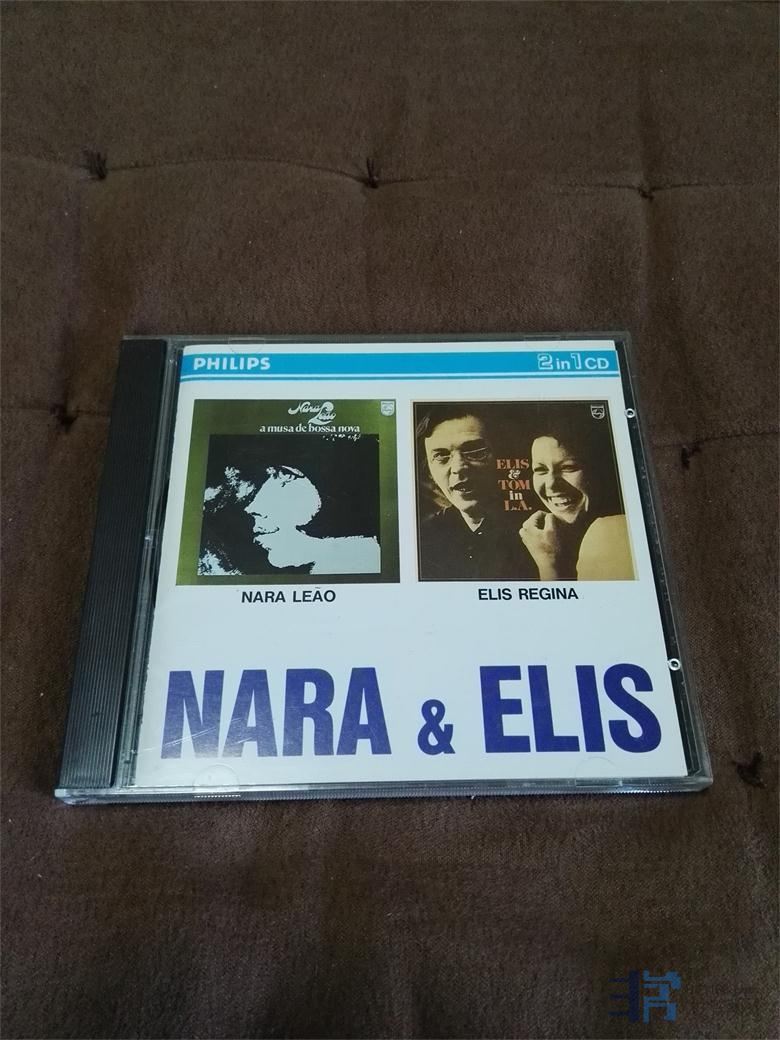 PHILIPS
2 in 1 CD
Nara Leão
a musa de bossa nova
ELIS
&
TOM
in
L.A.
NARA LEÃO
ELIS REGINA
NARA & ELIS